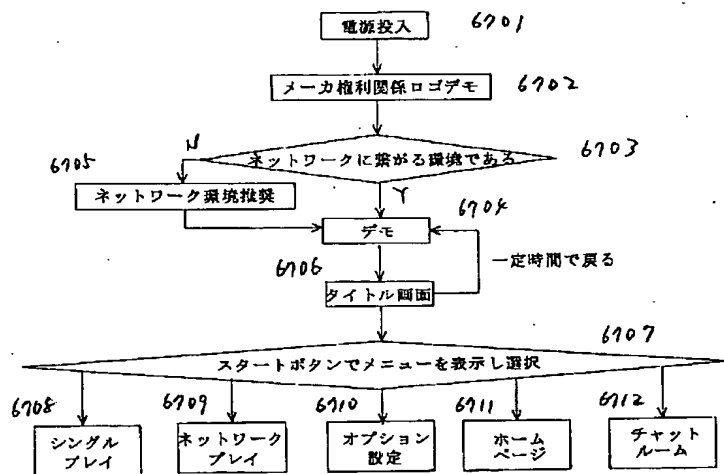 電源投入 6701
メーカ権利関係ロゴデモ 6702
N
6705 ネットワークに繋がる環境である 6703
ネットワーク環境推奨 Y 6704
デモ
6706 一定時間で戻る
タイトル画面
6707
スタートボタンでメニューを表示し選択
6708 6709 6710 6711 6712
シングル ネットワーク オプション ホーム チャット
プレイ プレイ 設定 ページ ルーム